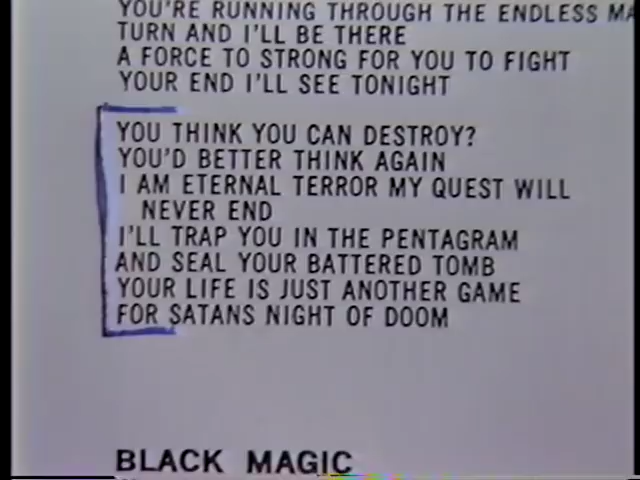 YOU'RE RUNNING THROUGH THE ENDLESS
TURN AND I'LL BE THERE
A FORCE TO STRONG FOR YOU TO FIGHT
YOUR END I'LL SEE TONIGHT
YOU THINK YOU CAN DESTROY?
YOU'D BETTER THINK AGAIN
I AM ETERNAL TERROR MY QUEST WILL
NEVER END
I'LL TRAP YOU IN THE PENTAGRAM
AND SEAL YOUR BATTERED TOMB
YOUR LIFE IS JUST ANOTHER GAME
FOR SATANS NIGHT OF DOOM
BLACK MAGIC